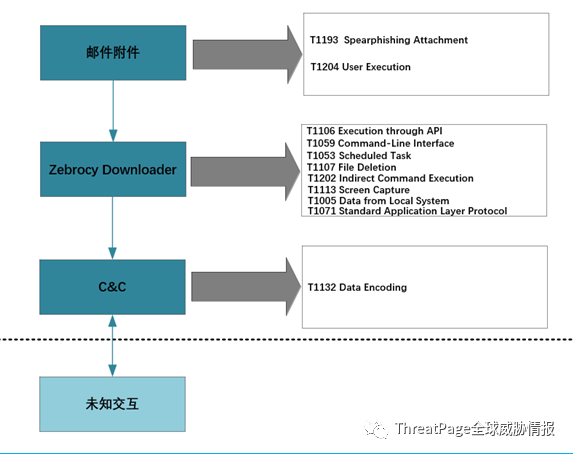 邮件附件
T1193 Spearphishing Attachment
T1204 User Execution
Zebrocy Downloader
T1106 Execution through API
T1059 Command-Line Interface
T1053 Scheduled Task
T1107 File Deletion
T1202 Indirect Command Execution
T1113 Screen Capture
T1005 Data from Local System
T1071 Standard Application Layer Protocol
C&C
T1132 Data Encoding
未知交互
ThreatPage全球威胁情报